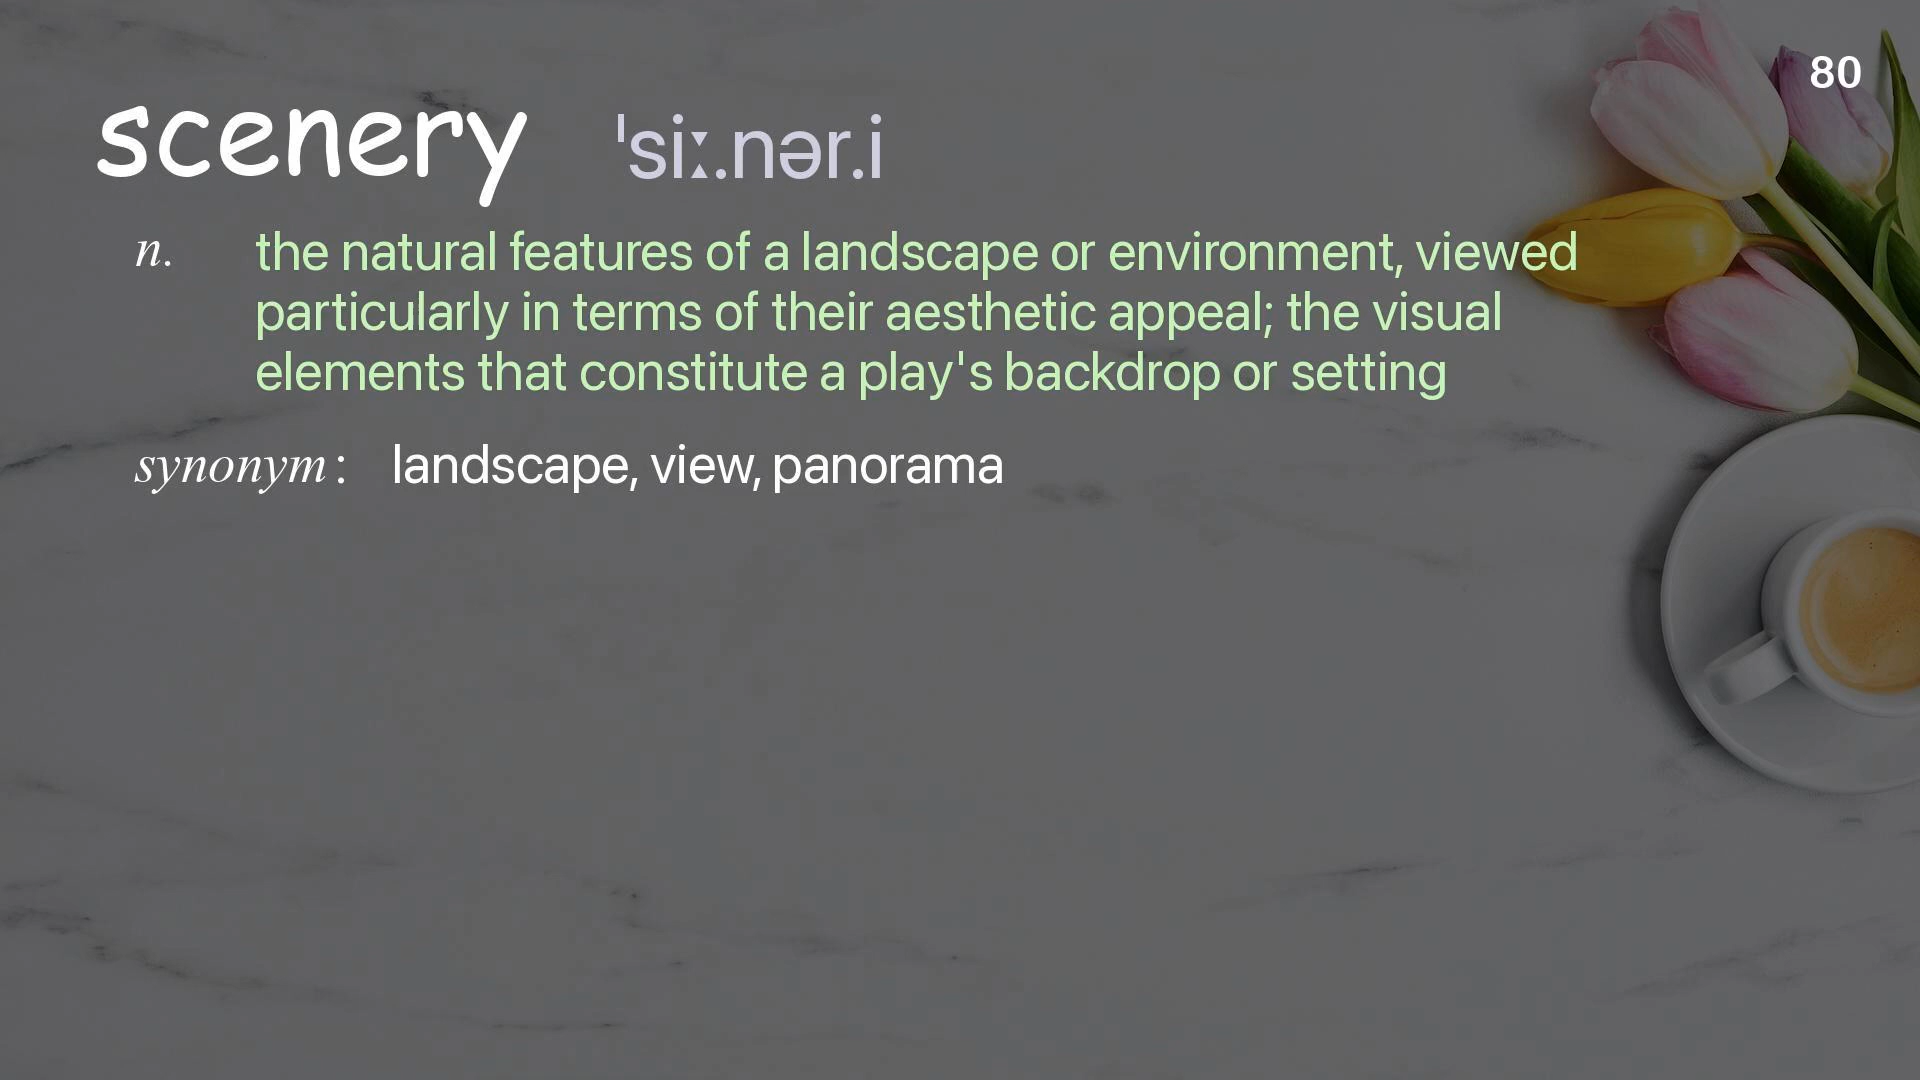 80
scenery ˈsiː.nər.i
n. the natural features of a landscape or environment, viewed
particularly in terms of their aesthetic appeal; the visual
elements that constitute a play's backdrop or setting
synonym : landscape, view, panorama